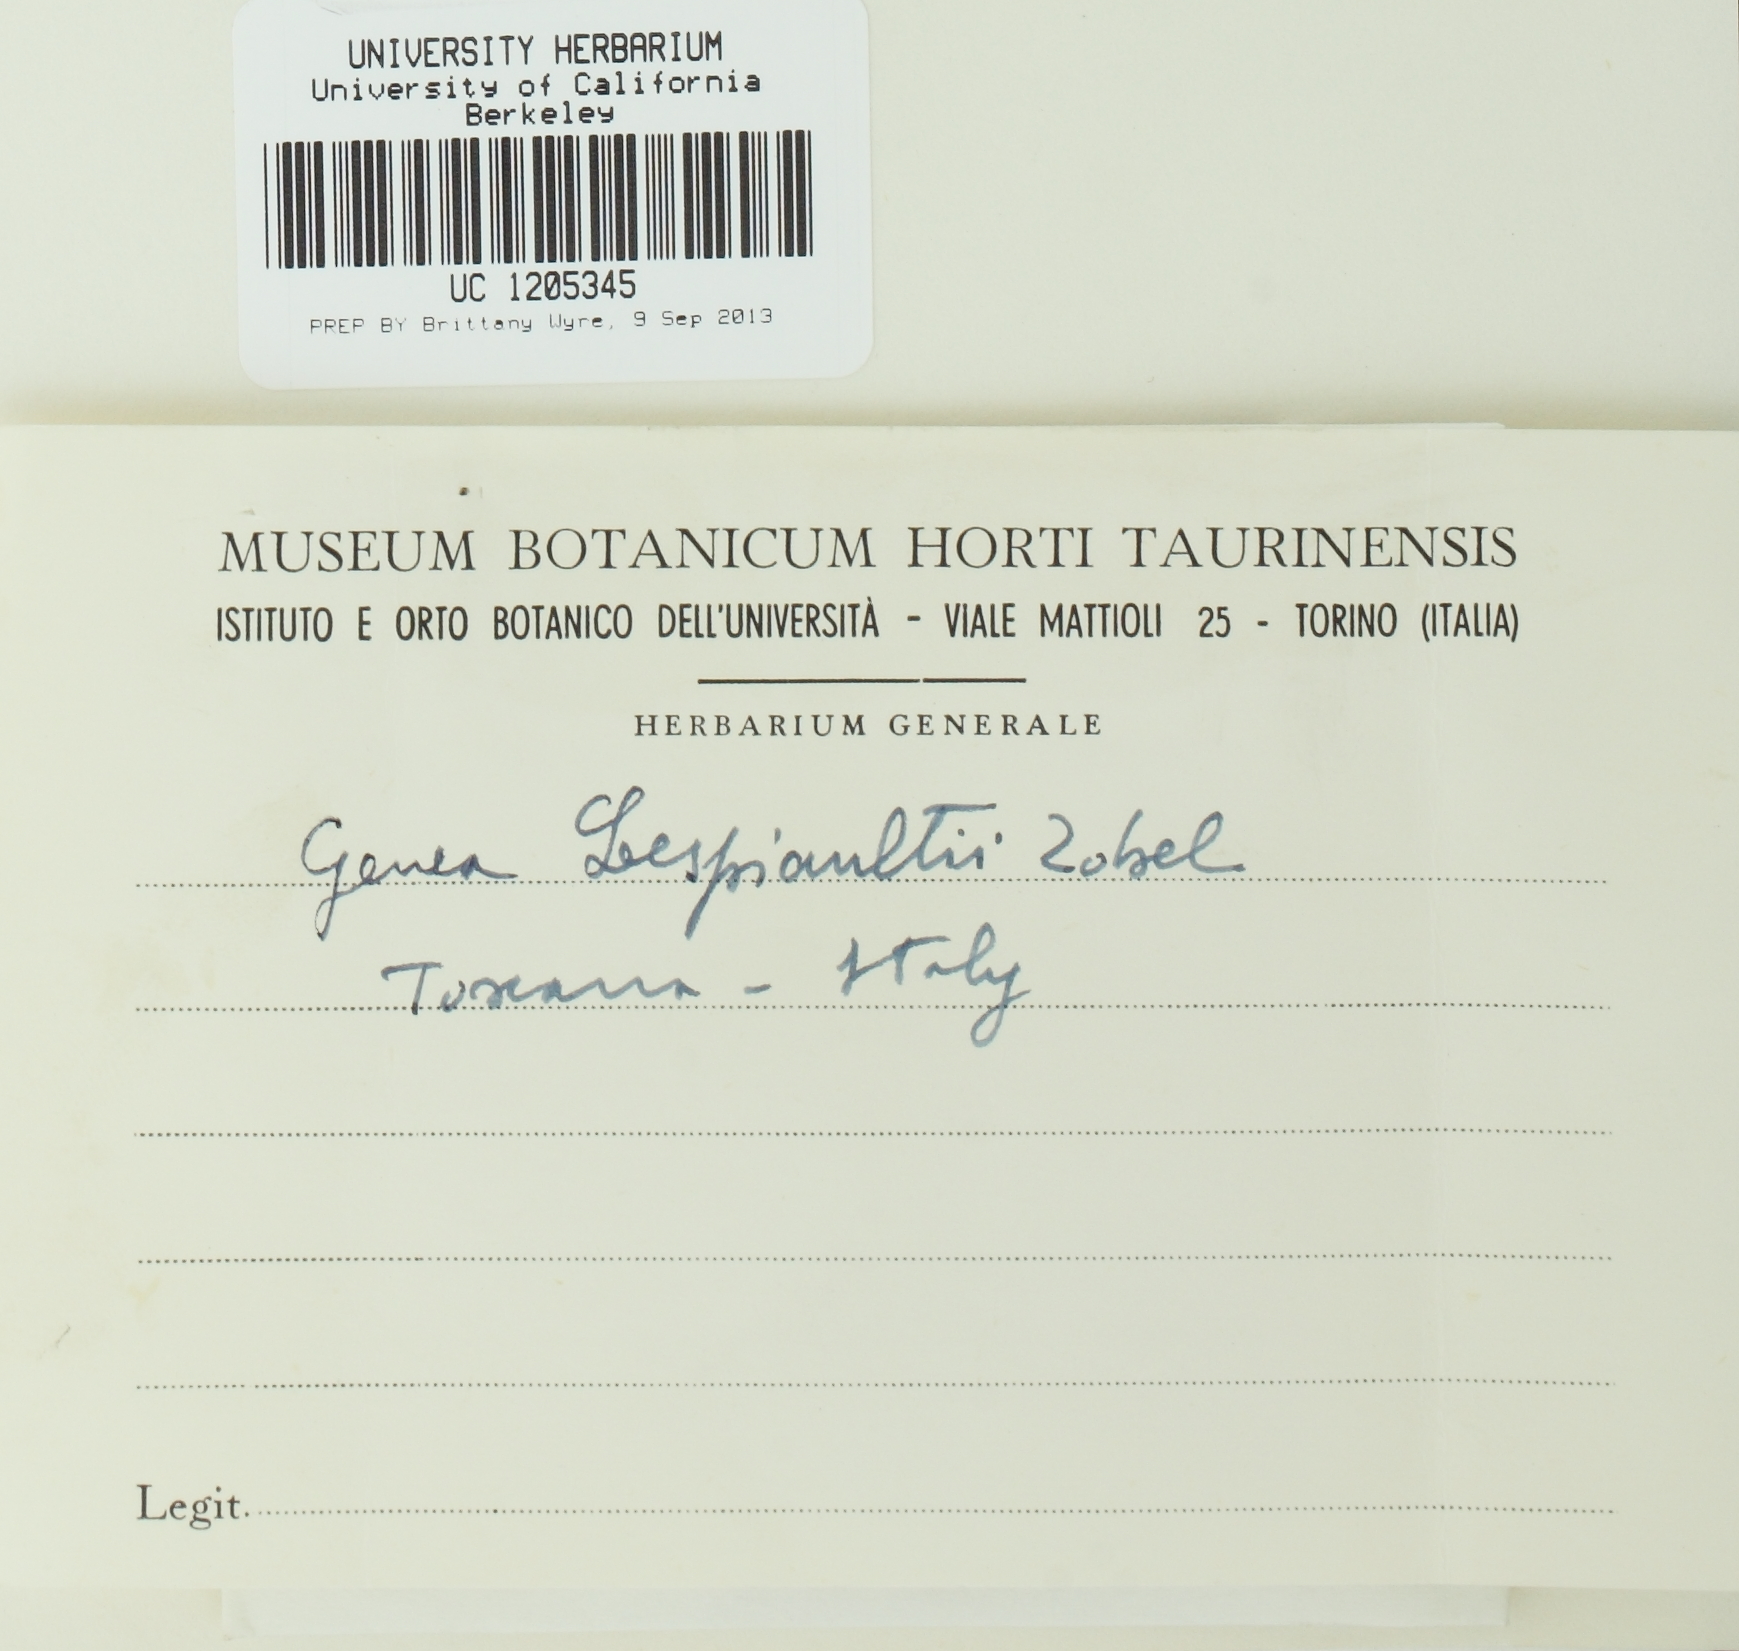 UNIVERSITY HERBARIUM
University of California
Berkeley
UC 1205345
PREP BY Brittany Wyre, 9 Sep 2013
MUSEUM BOTANICUM HORTI TAURINENSIS
ISTITUTO E ORTO BOTANICO DELL'UNIVERSITÀ - VIALE MATTIOLI 25 - TORINO (ITALIA)
HERBARIUM GENERALE
Genea Lespiaultii Zobel
Toscana - Italy
Legit.